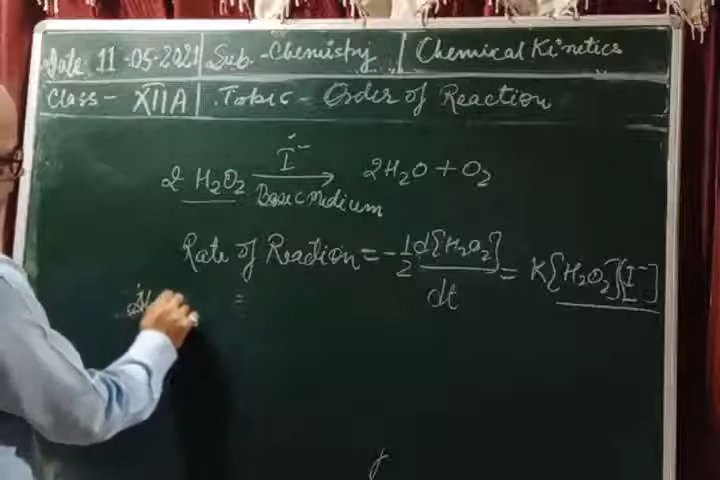 Date 11-05-2021 Sub.-Chemistry Chemical Kinetics
Class- XIIA Tobic- Order of Reaction
I⁻
2 H₂O₂ → 2H₂O + O₂
Basic Medium
Rate of Reaction = -1/2 d[H₂O₂]/dt = K[H₂O₂][I⁻]
=